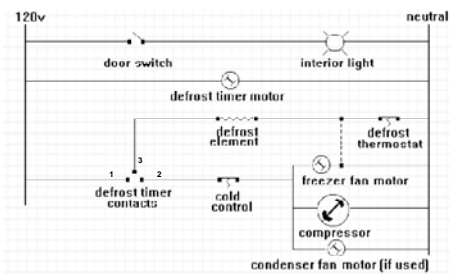 120v neutral
door switch interior light
defrost timer motor
defrost element
defrost thermostat
3
1 2
defrost timer contacts
cold control
freezer fan motor
compressor
condenser fan motor (if used)